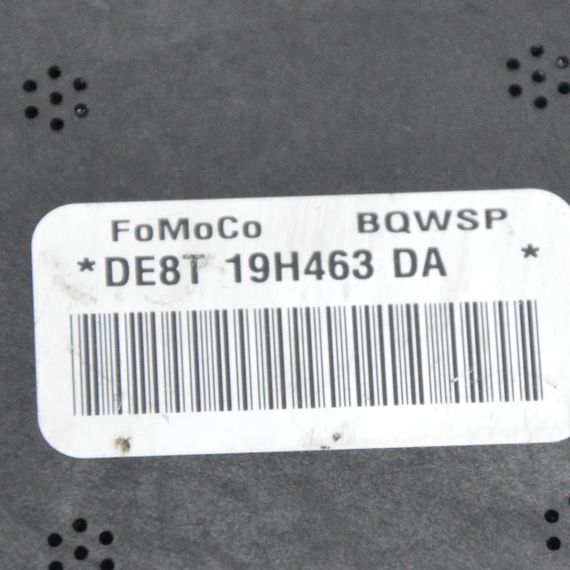 FoMoCo BQWSP
*DE8T 19H463 DA *